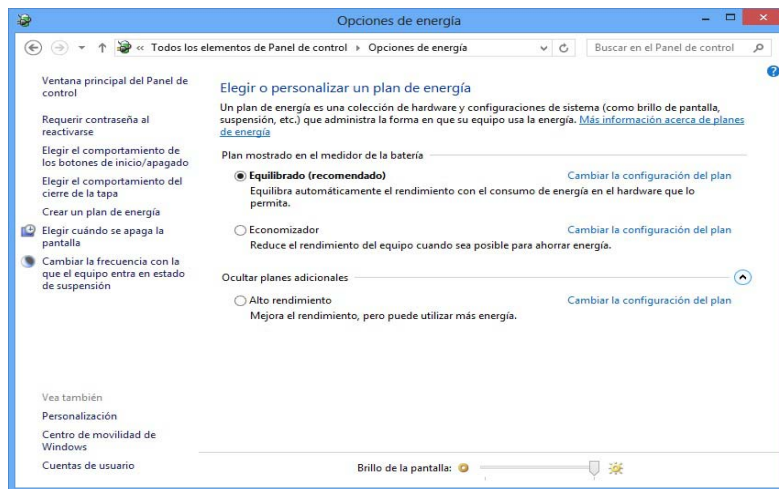 Opciones de energía
« Todos los elementos de Panel de control ▸ Opciones de energía
Buscar en el Panel de control
Ventana principal del Panel de
control
Requerir contraseña al
reactivarse
Elegir el comportamiento de
los botones de inicio/apagado
Elegir el comportamiento del
cierre de la tapa
Crear un plan de energía
Elegir cuándo se apaga la
pantalla
Cambiar la frecuencia con la
que el equipo entra en estado
de suspensión
Vea también
Personalización
Centro de movilidad de
Windows
Cuentas de usuario
Elegir o personalizar un plan de energía
Un plan de energía es una colección de hardware y configuraciones de sistema (como brillo de pantalla,
suspensión, etc.) que administra la forma en que su equipo usa la energía. Más información acerca de planes
de energía
Plan mostrado en el medidor de la batería
Equilibrado (recomendado) Cambiar la configuración del plan
Equilibra automáticamente el rendimiento con el consumo de energía en el hardware que lo
permita.
Economizador Cambiar la configuración del plan
Reduce el rendimiento del equipo cuando sea posible para ahorrar energía.
Ocultar planes adicionales
Alto rendimiento Cambiar la configuración del plan
Mejora el rendimiento, pero puede utilizar más energía.
Brillo de la pantalla: